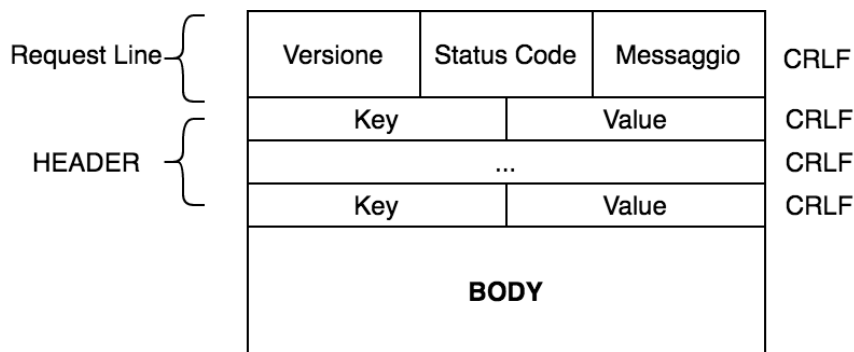 Request Line Versione Status Code Messaggio CRLF
Key Value CRLF
HEADER ... CRLF
Key Value CRLF
BODY